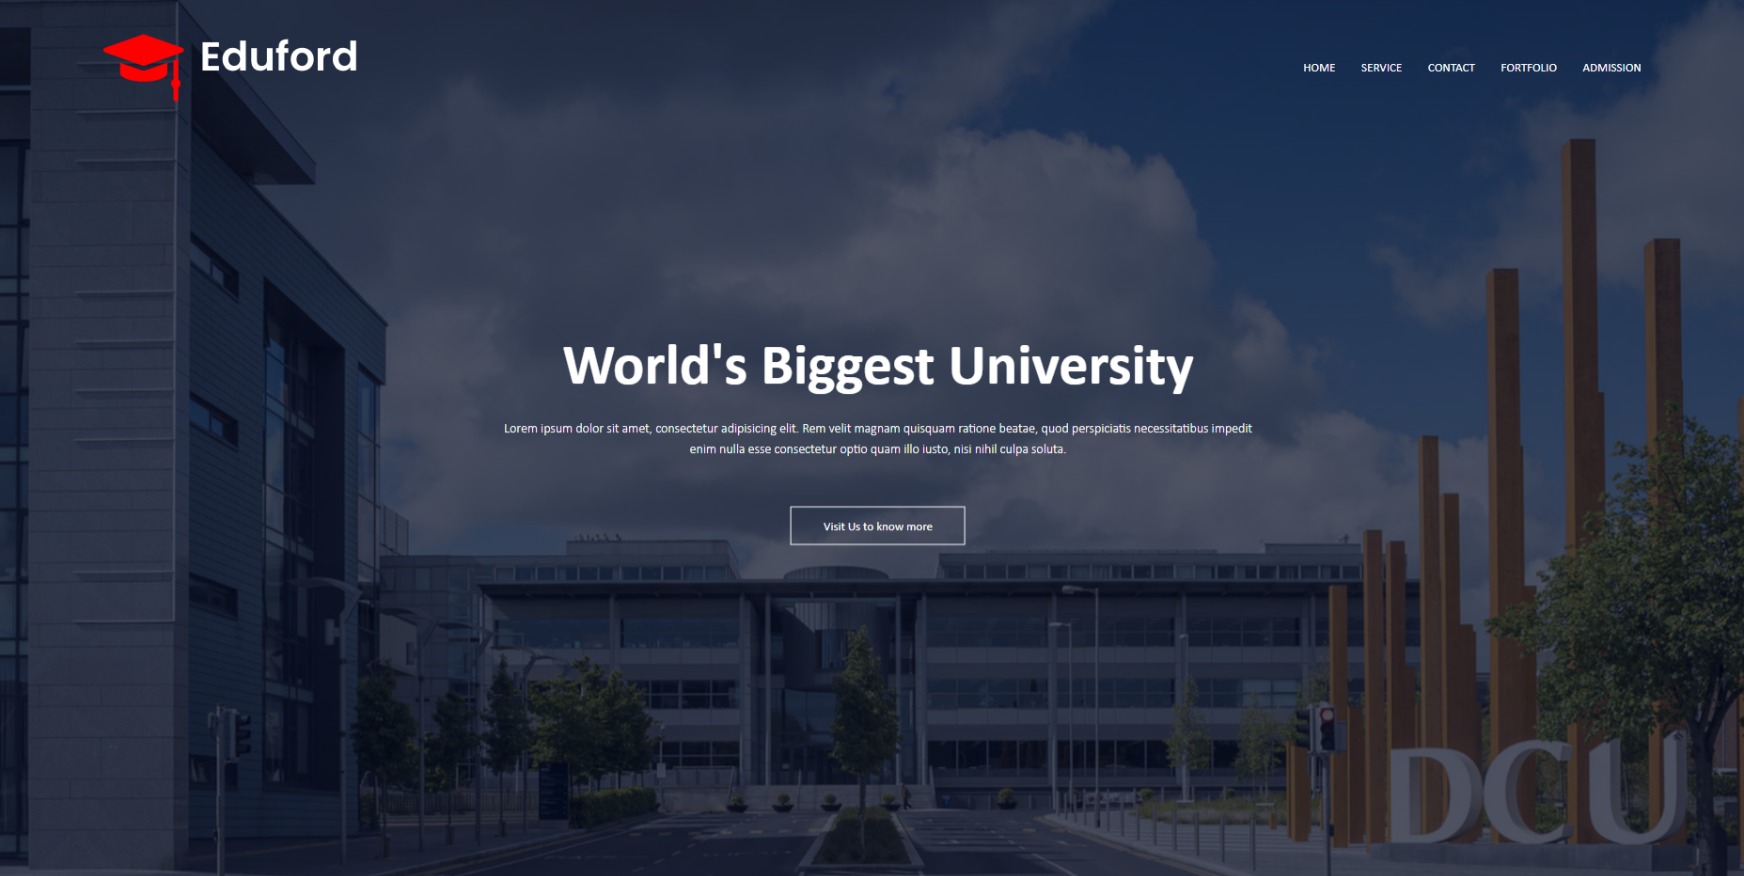 Eduford
HOME SERVICE CONTACT FORTFOLIO ADMISSION
World's Biggest University
Lorem ipsum dolor sit amet, consectetur adipisicing elit. Rem velit magnam quisquam ratione beatae, quod perspiciatis necessitatibus impedit
enim nulla esse consectetur optio quam illo iusto, nisi nihil culpa soluta.
Visit Us to know more
DCU